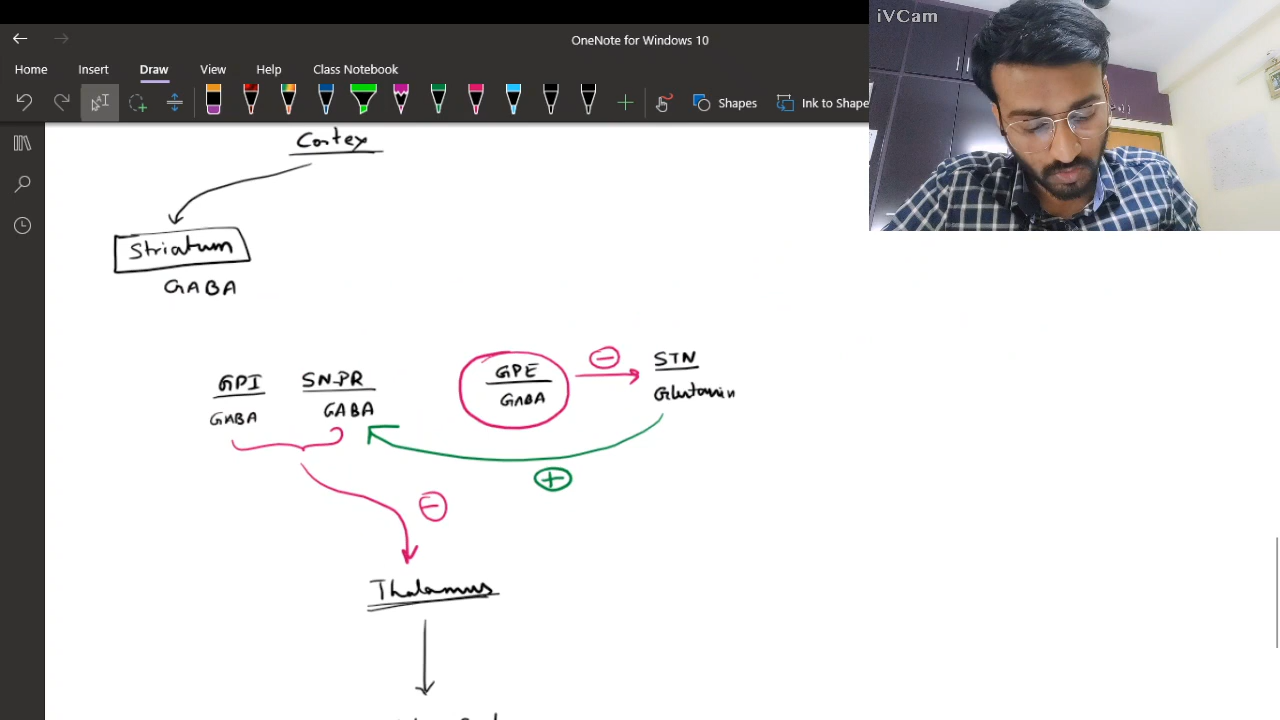 iVCam
OneNote for Windows 10
Home Insert Draw View Help Class Notebook
Shapes Ink to Shape
Cortex
Striatum
GABA
GPI SNPR GPE STN
GABA GABA GABA Glutamin
Thalamus